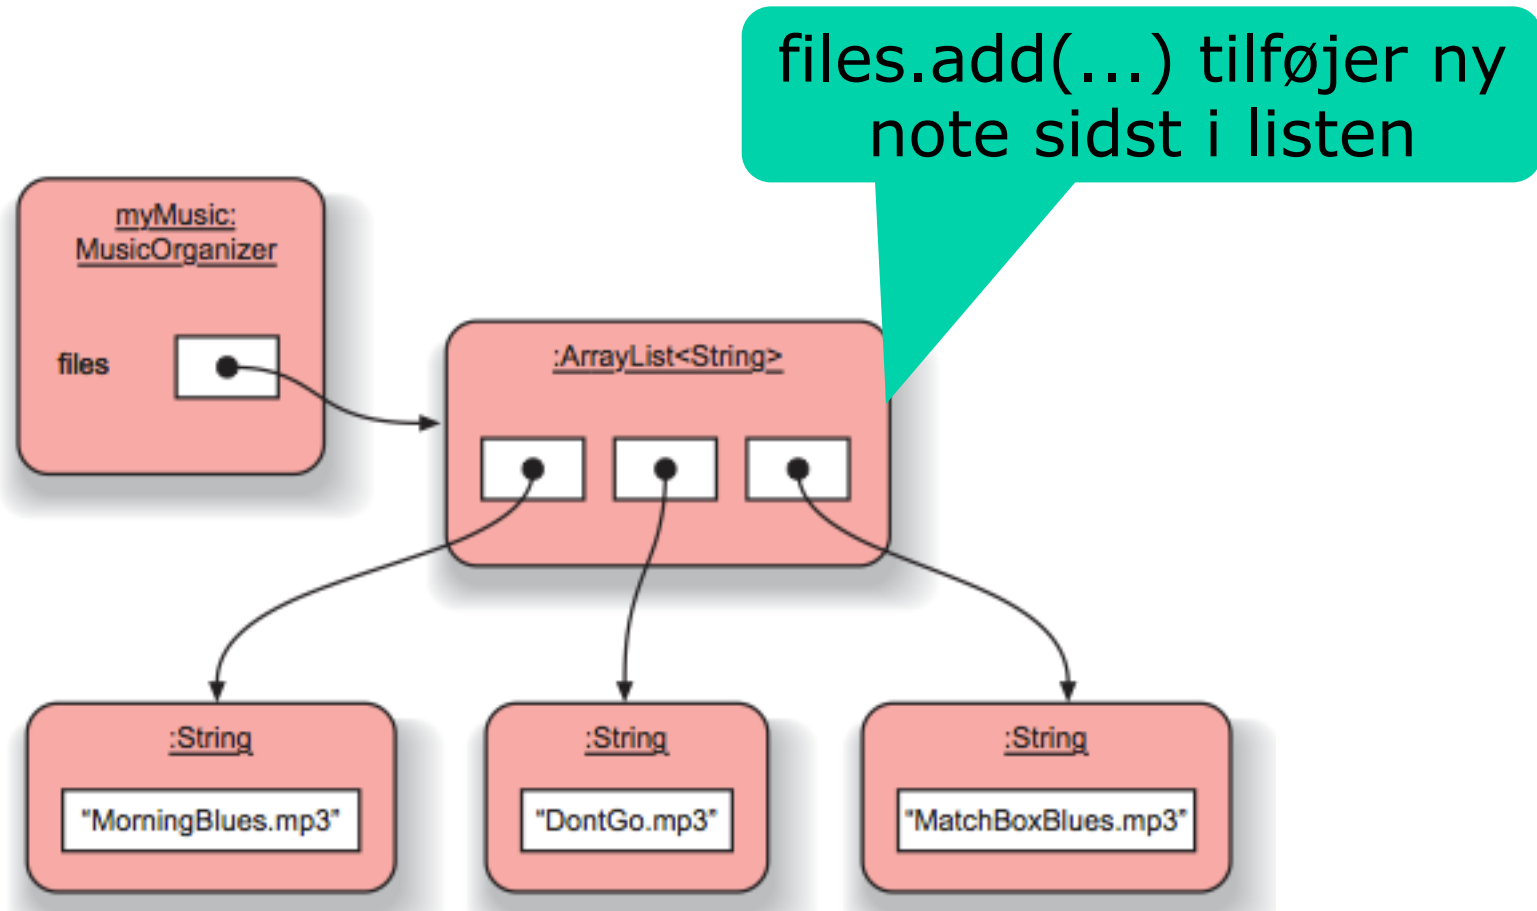 files.add(...) tilføjer ny
note sidst i listen
myMusic:
MusicOrganizer
files
:ArrayList<String>
:String
:String
:String
“MorningBlues.mp3”
“DontGo.mp3”
“MatchBoxBlues.mp3”